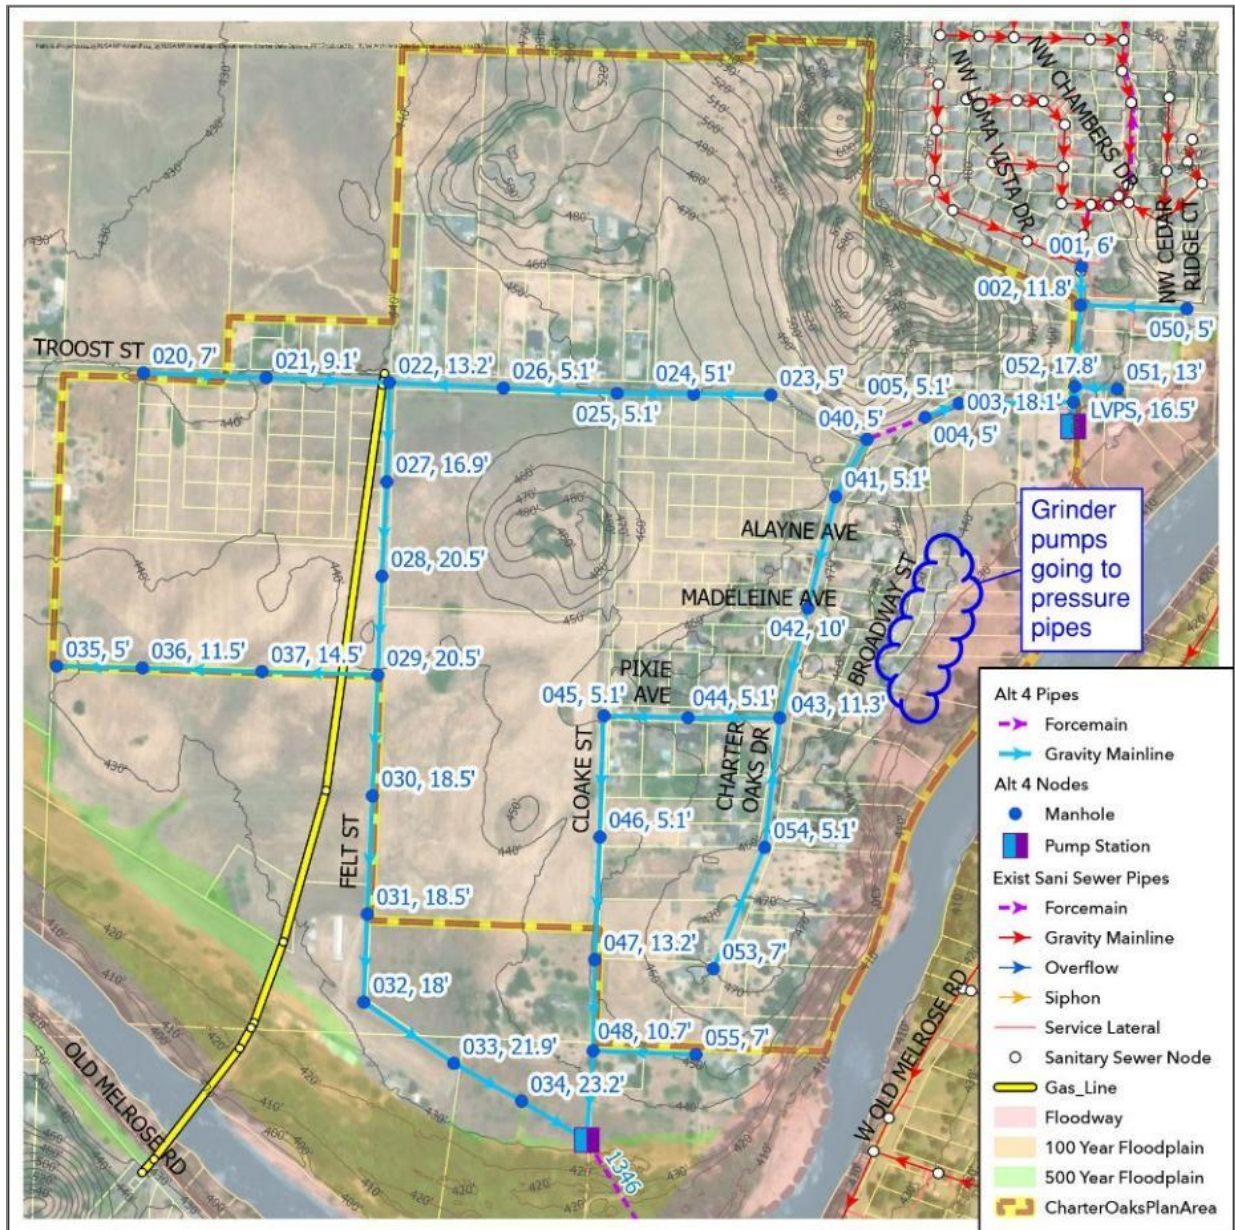 430'
440'
520'
510'
500'
490'
480'
470'
600'
NW LOMA VISTA DR
NW CHAMBERS DR
NW CEDAR
RIDGE CT
001, 6'
002, 11.8'
050, 5'
052, 17.8'
051, 13'
LVPS, 16.5'
TROOST ST
020, 7'
021, 9.1'
022, 13.2'
026, 5.1'
024, 51'
023, 5'
025, 5.1'
005, 5.1'
003, 18.1'
040, 5'
004, 5'
027, 16.9'
041, 5.1'
ALAYNE AVE
Grinder
pumps
going to
pressure
pipes
028, 20.5'
MADELEINE AVE
042, 10'
BROADWAY ST
035, 5'
036, 11.5'
037, 14.5'
029, 20.5'
PIXIE
AVE
045, 5.1'
044, 5.1'
043, 11.3'
CHARTER
OAKS DR
CLOAKE ST
030, 18.5'
046, 5.1'
054, 5.1'
FELT ST
031, 18.5'
047, 13.2'
053, 7'
032, 18'
048, 10.7'
055, 7'
033, 21.9'
034, 23.2'
1346
OLD MELROSE RD
W OLD MELROSE RD
Alt 4 Pipes
Forcemain
Gravity Mainline
Alt 4 Nodes
Manhole
Pump Station
Exist Sani Sewer Pipes
Forcemain
Gravity Mainline
Overflow
Siphon
Service Lateral
Sanitary Sewer Node
Gas_Line
Floodway
100 Year Floodplain
500 Year Floodplain
CharterOaksPlanArea